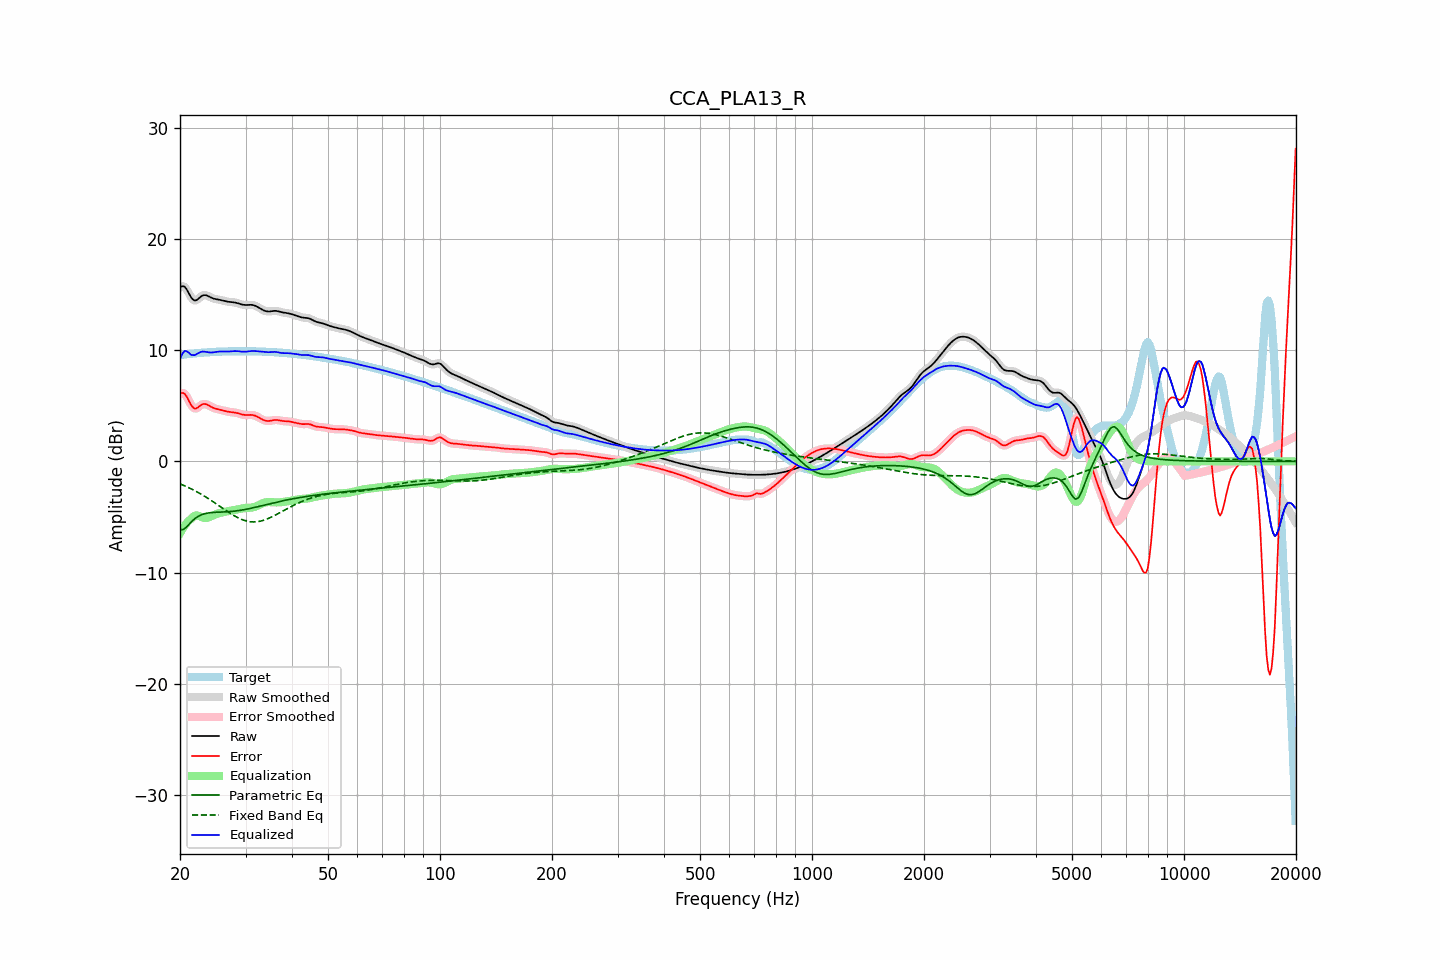 CCA_PLA13_R
30
20
10
0
−10
−20
−30
Amplitude (dBr)
Target
Raw Smoothed
Error Smoothed
Raw
Error
Equalization
Parametric Eq
Fixed Band Eq
Equalized
20 50 100 200 500 1000 2000 5000 10000 20000
Frequency (Hz)